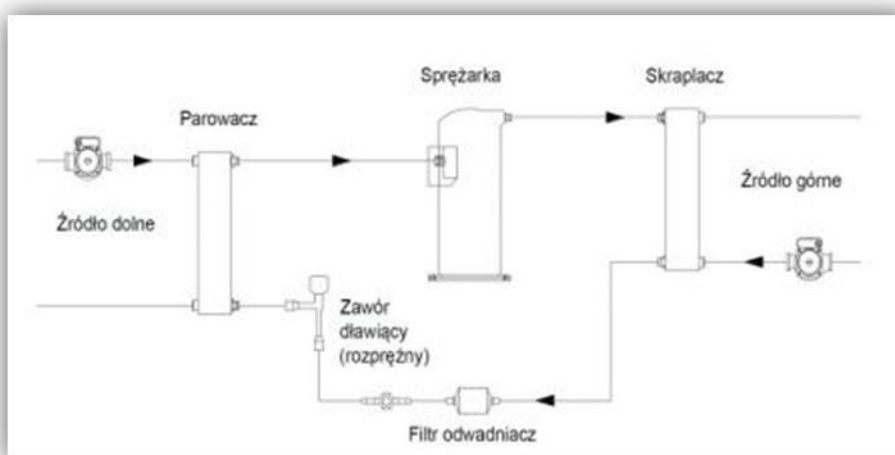 Sprężarka
Skraplacz
Parowacz
Źródło górne
Źródło dolne
Zawór
dławiący
(rozprężny)
Filtr odwadniacz